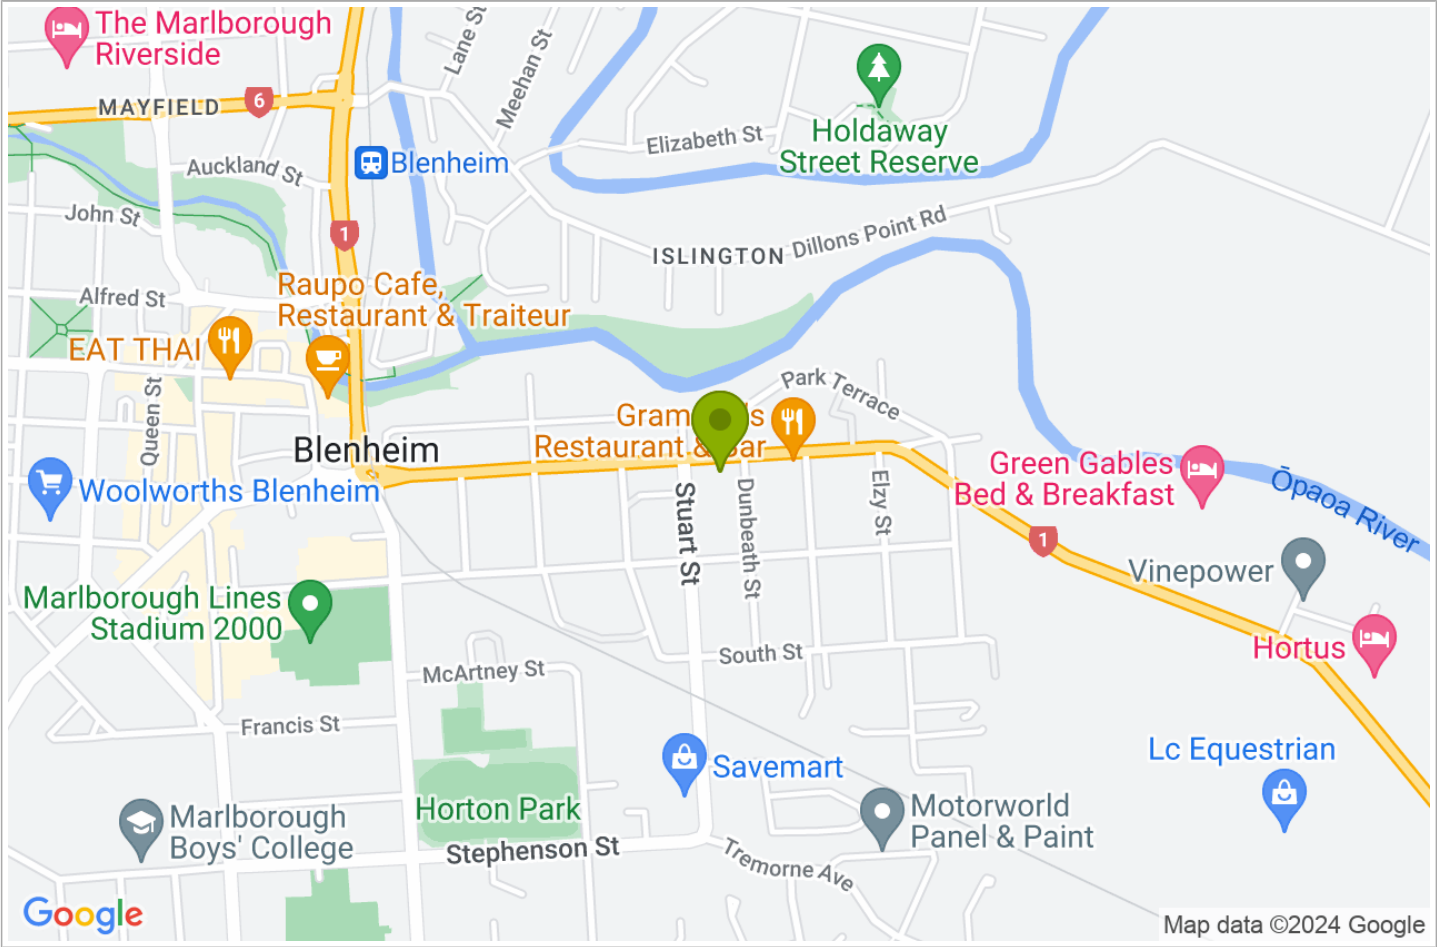 The Marlborough
Riverside
Lane St
Meehan St
MAYFIELD
6
Elizabeth St
Holdaway
Street Reserve
Auckland St
Blenheim
John St
1
Dillons Point Rd
ISLINGTON
Alfred St
Raupo Cafe,
Restaurant & Traiteur
EAT THAI
Queen St
Park Terrace
Restaurant & Bar
Blenheim
Woolworths Blenheim
Stuart St
Dunbeath St
Elzy St
Green Gables
Bed & Breakfast
Ōpaoa River
1
Vinepower
Marlborough Lines
Stadium 2000
Hortus
South St
McArtney St
Francis St
Lc Equestrian
Savemart
Horton Park
Motorworld
Panel & Paint
Marlborough
Boys' College
Stephenson St
Tremorne Ave
Google
Map data ©2024 Google